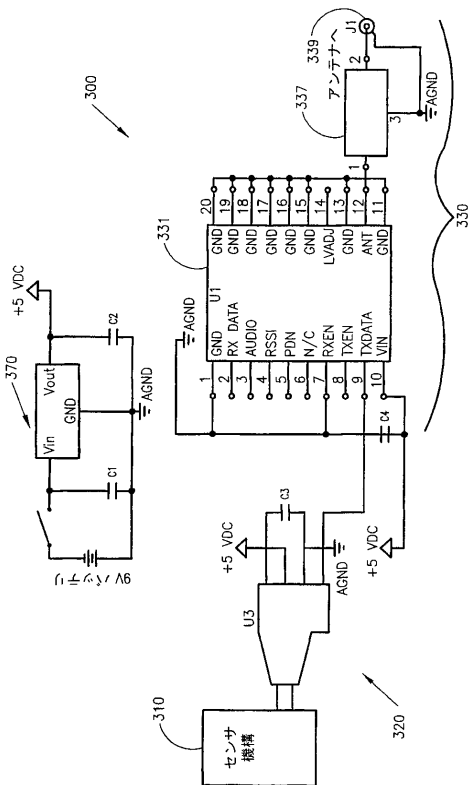 300
370
+5 VDC
Vin
Vout
GND
C1
C2
AGND
9V バッテリ
331
U1
AGND
1
2
3
4
5
6
7
8
9
10
GND
RX DATA
AUDIO
RSSI
PDN
N/C
RXEN
TXEN
TXDATA
VIN
GND
GND
GND
GND
GND
GND
LVADJ
GND
ANT
GND
20
19
18
17
16
15
14
13
12
11
C4
337
アンテナへ
1
2
3
J1
339
AGND
330
310
センサ
機構
U3
+5 VDC
C3
AGND
+5 VDC
320